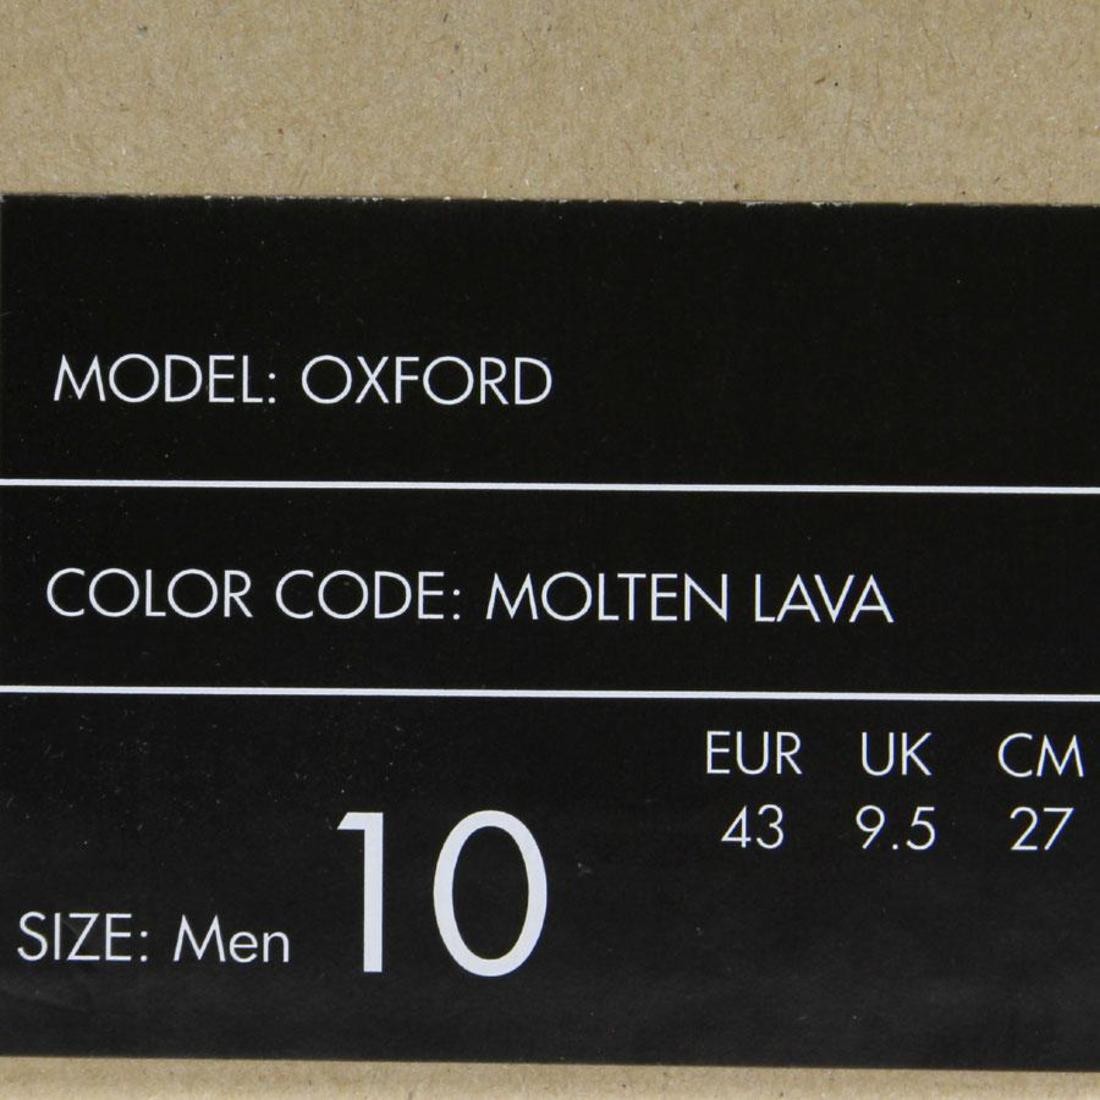 MODEL: OXFORD
COLOR CODE: MOLTEN LAVA
EUR UK CM
43 9.5 27
SIZE: Men 10